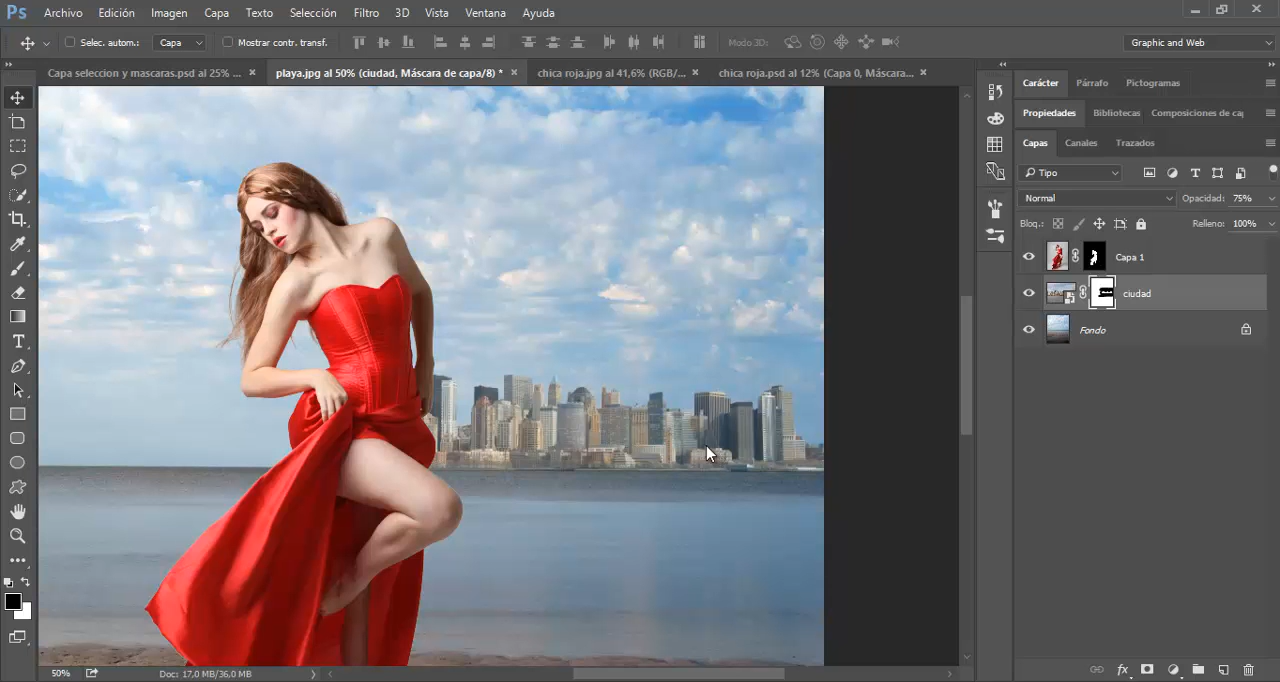 Ps Archivo Edición Imagen Capa Texto Selección Filtro 3D Vista Ventana Ayuda
Selec. autom.: Capa Mostrar contr. transf. Modo 3D: Graphic and Web
Capa seleccion y mascaras.psd al 25% ... × playa.jpg al 50% (ciudad, Máscara de capa/8) * × chica roja.jpg al 41,6% (RGB/... × chica roja.psd al 12% (Capa 0, Máscara... ×
Carácter Párrafo Pictogramas
Propiedades Bibliotecas Composiciones de ca
Capas Canales Trazados
Tipo
Normal Opacidad: 75%
Bloq.: Relleno: 100%
Capa 1
ciudad
Fondo
50% Doc: 17,0 MB/36,0 MB